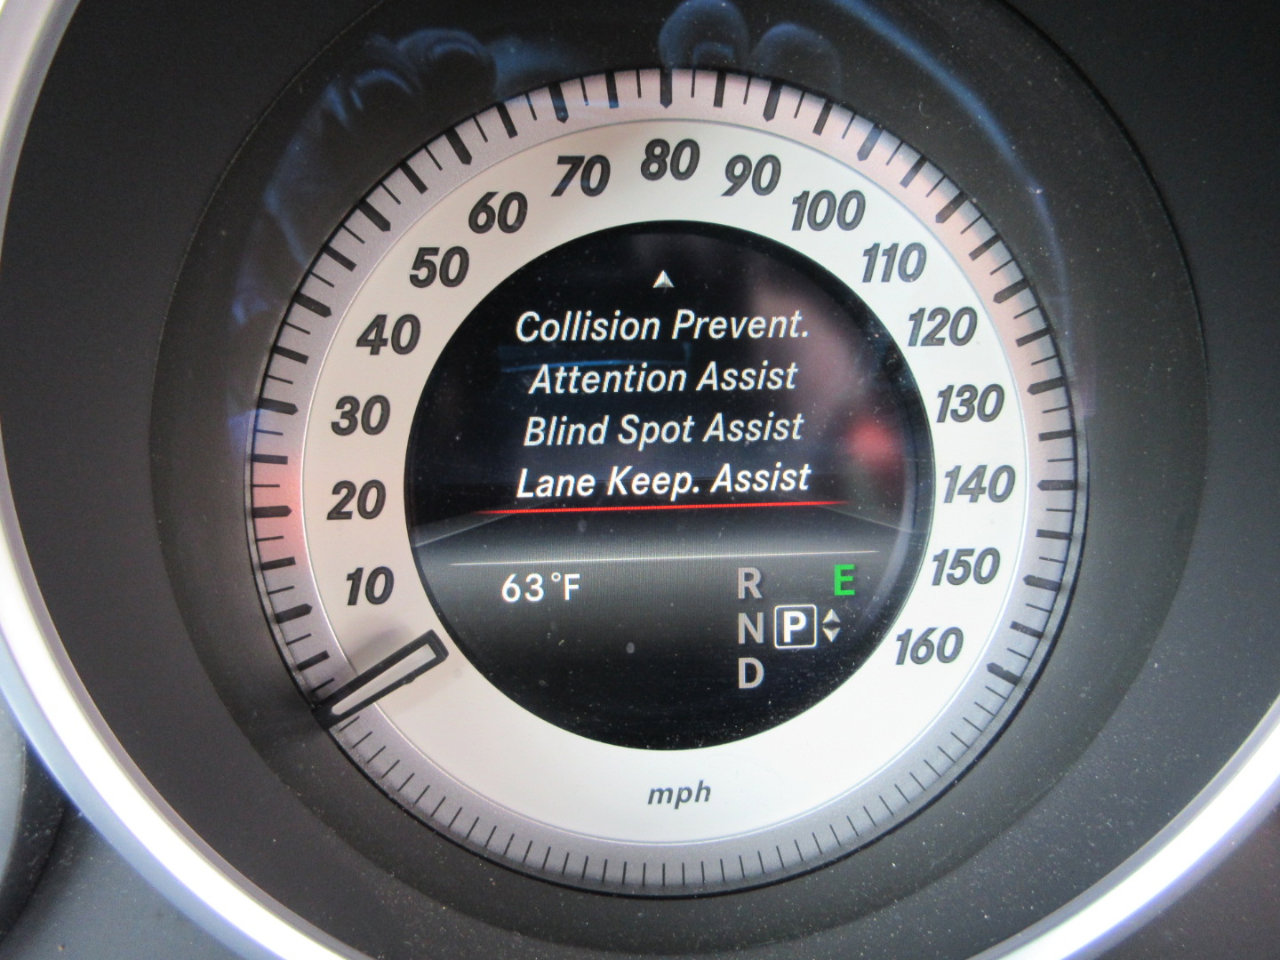 80
70
90
60
100
50
110
40
120
30
130
20
140
10
150
160
Collision Prevent.
Attention Assist
Blind Spot Assist
Lane Keep. Assist
63°F
R E
N P
D
mph